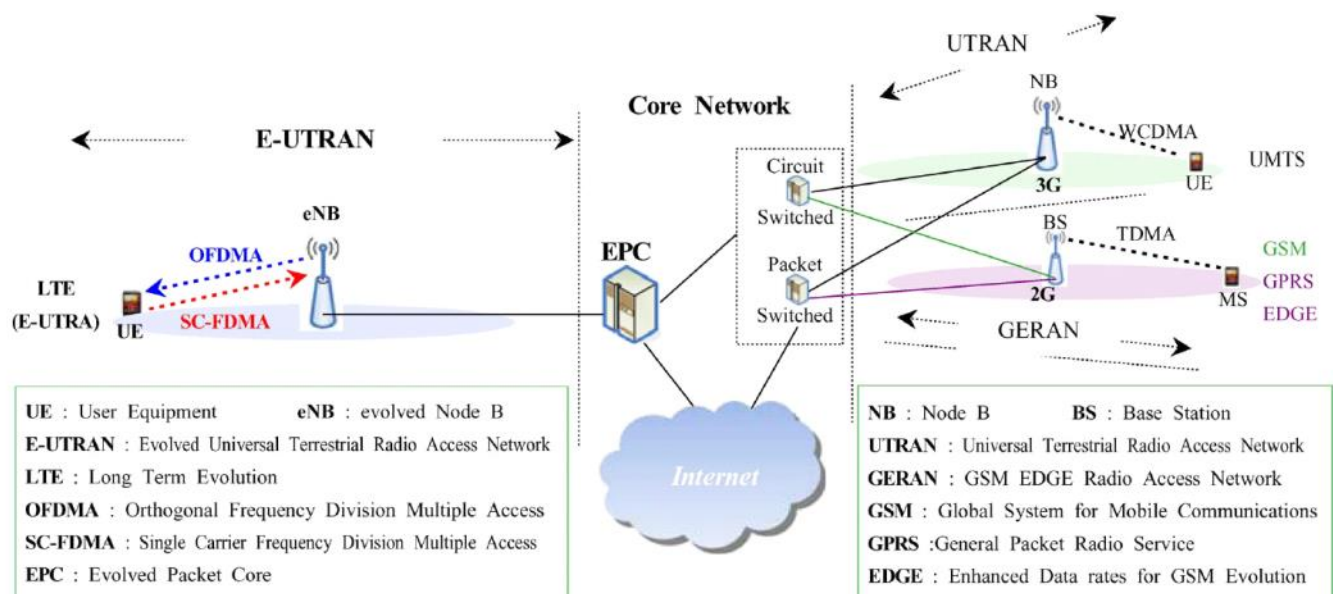 UTRAN
NB
Core Network
E-UTRAN
WCDMA
Circuit
UMTS
UE
3G
eNB
Switched
BS
TDMA
OFDMA
EPC
GSM
Packet
LTE
GPRS
2G
MS
(E-UTRA)
UE
SC-FDMA
Switched
EDGE
GERAN
UE : User Equipment eNB : evolved Node B
E-UTRAN : Evolved Universal Terrestrial Radio Access Network
LTE : Long Term Evolution
OFDMA : Orthogonal Frequency Division Multiple Access
SC-FDMA : Single Carrier Frequency Division Multiple Access
EPC : Evolved Packet Core
Internet
NB : Node B BS : Base Station
UTRAN : Universal Terrestrial Radio Access Network
GERAN : GSM EDGE Radio Access Network
GSM : Global System for Mobile Communications
GPRS :General Packet Radio Service
EDGE : Enhanced Data rates for GSM Evolution